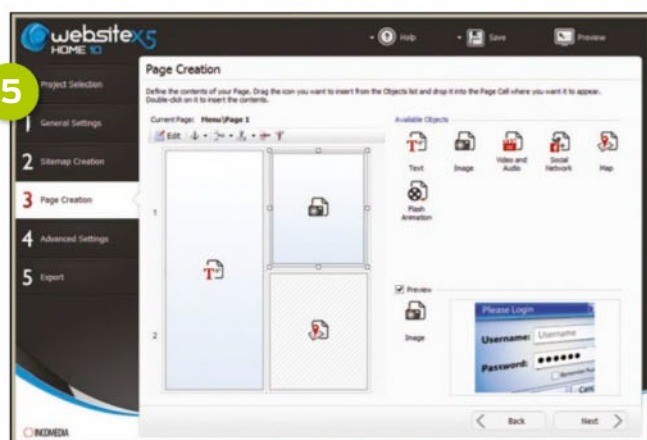 websitex5
HOME 10
Help
Save
Preview
5
Project Selection
1 General Settings
2 Sitemap Creation
3 Page Creation
4 Advanced Settings
5 Export
INCOMEDIA
Page Creation
Define the contents of your Page. Drag the icon you want to insert from the Objects list and drop it into the Page Cell where you want it to appear.
Double-click on it to insert the contents.
Current Page: Menu\Page 1
Edit
1
2
T
Available Objects
T
Text
Image
Video and
Audio
Social
Network
Map
Flash
Animation
Preview
Image
Please Login
Username: Username
Password:
Back
Next